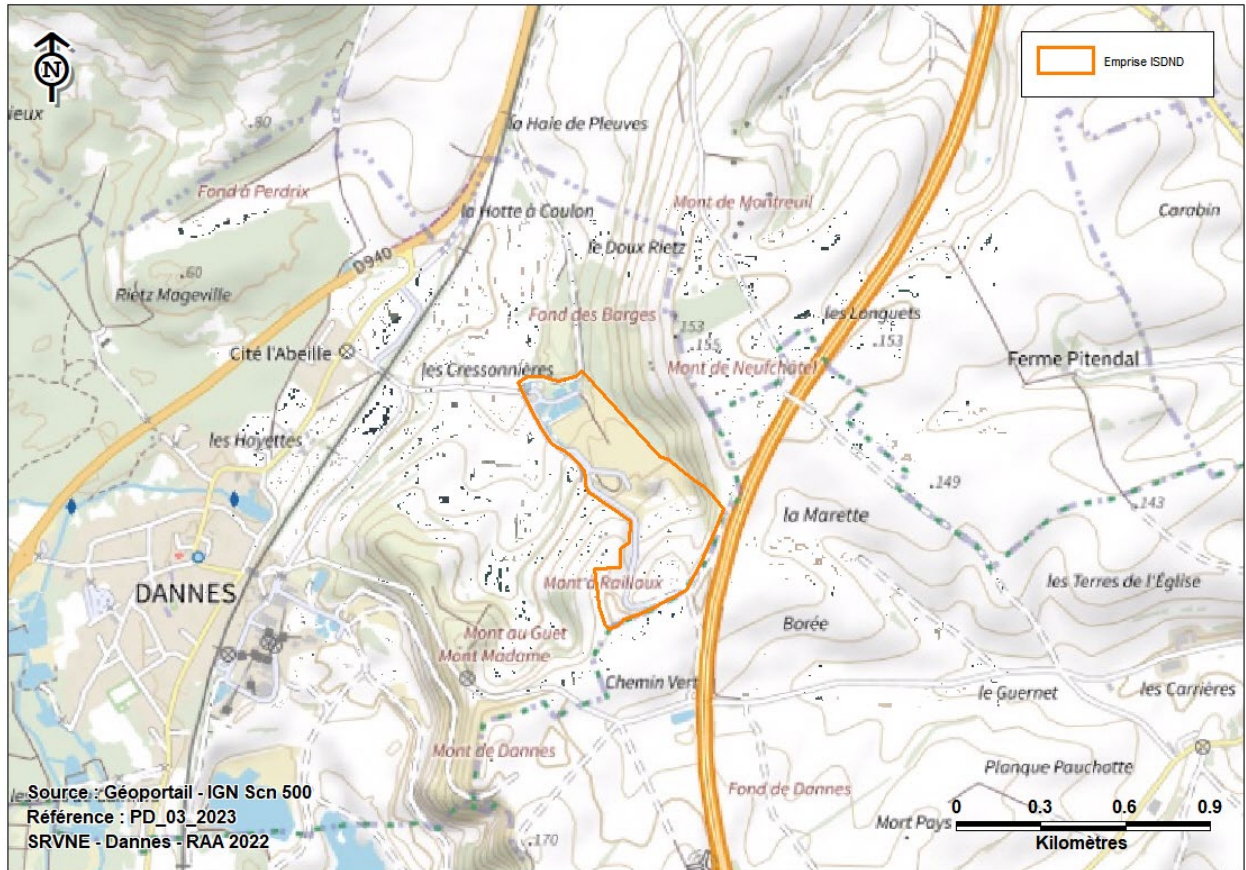 N
Emprise ISDND
ieux
80
la Haie de Pleuves
Fond à Perdrix
Mont de Montreuil
la Hotte à Coulon
Carabin
le Doux Rietz
D940
60
Rietz Mageville
Fond des Barges
les Longuets
153
153
155
Cité l'Abeille
Ferme Pitendal
les Cressonnières
Mont de Neufchâtel
les Hayettes
149
143
la Marette
Mont à Railloux
les Terres de l'Église
DANNES
Mont au Guet
Borée
Mont Madame
Chemin Vert
le Guernet
les Carrières
Mont de Dannes
Planque Pauchotte
Fond de Dannes
Source : Géoportail - IGN Scn 500
Référence : PD_03_2023
SRVNE - Dannes - RAA 2022
0 0.3 0.6 0.9
Mort Pays
170
Kilomètres